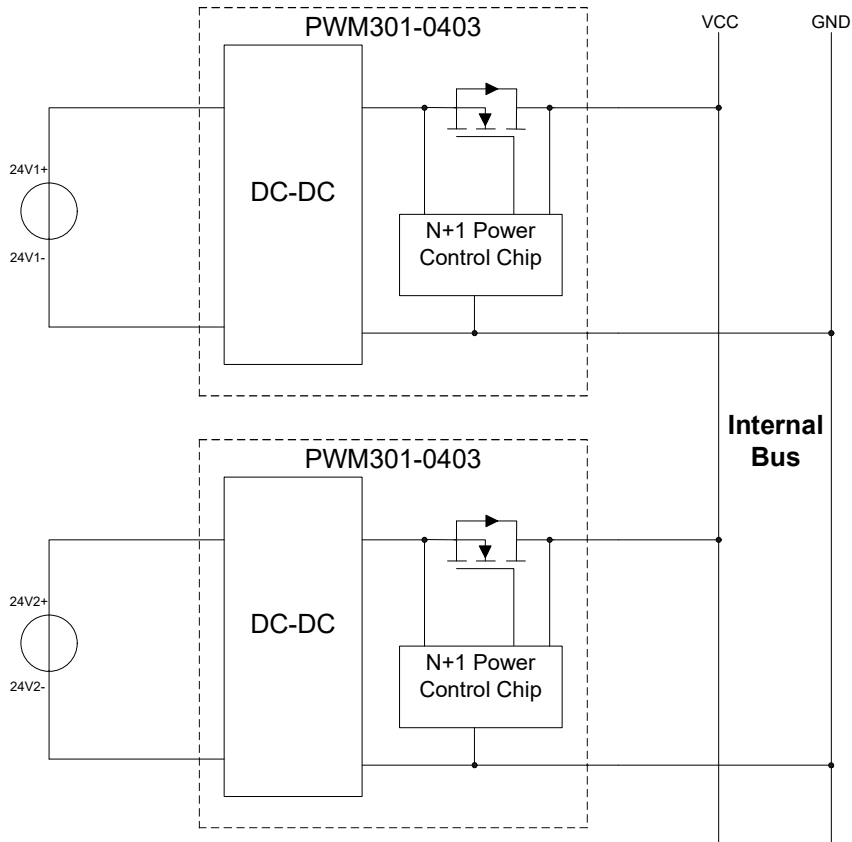 PWM301-0403
VCC
GND
24V1+
24V1-
DC-DC
N+1 Power
Control Chip
Internal
Bus
PWM301-0403
24V2+
24V2-
DC-DC
N+1 Power
Control Chip